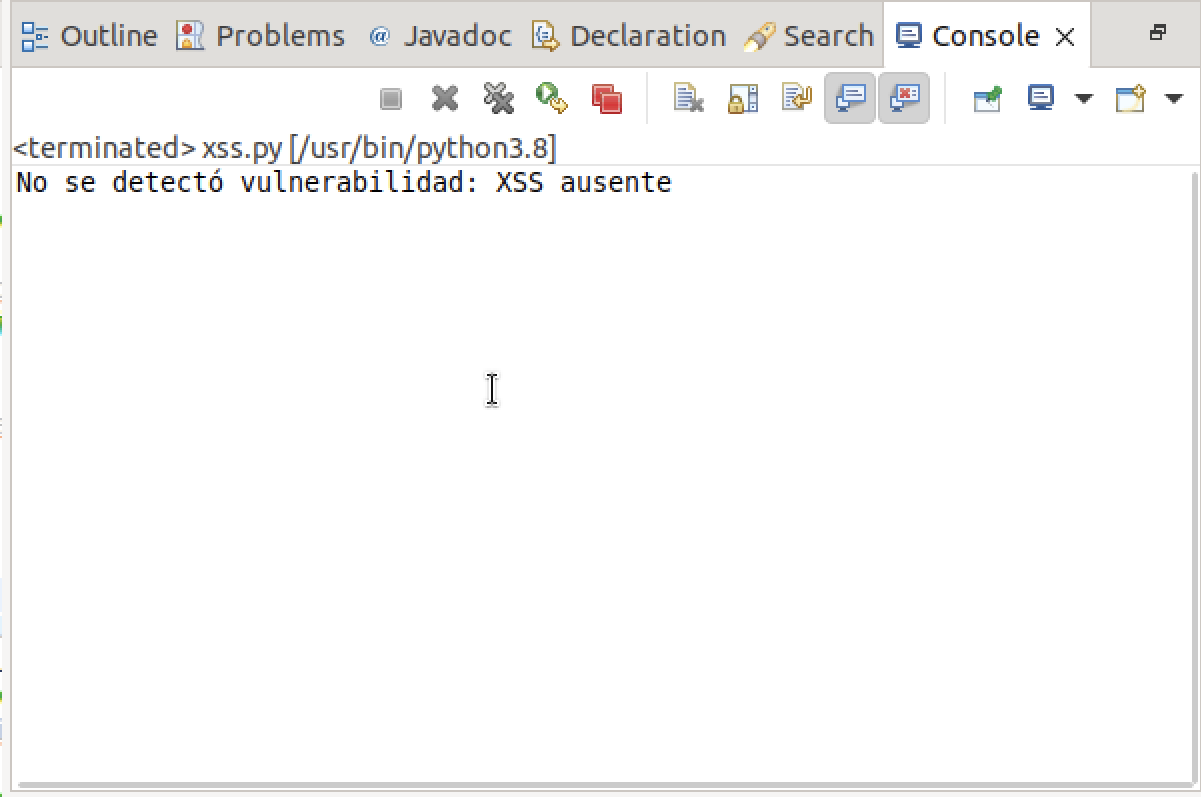 Outline Problems @ Javadoc Declaration Search Console
<terminated> xss.py [/usr/bin/python3.8]
No se detectó vulnerabilidad: XSS ausente